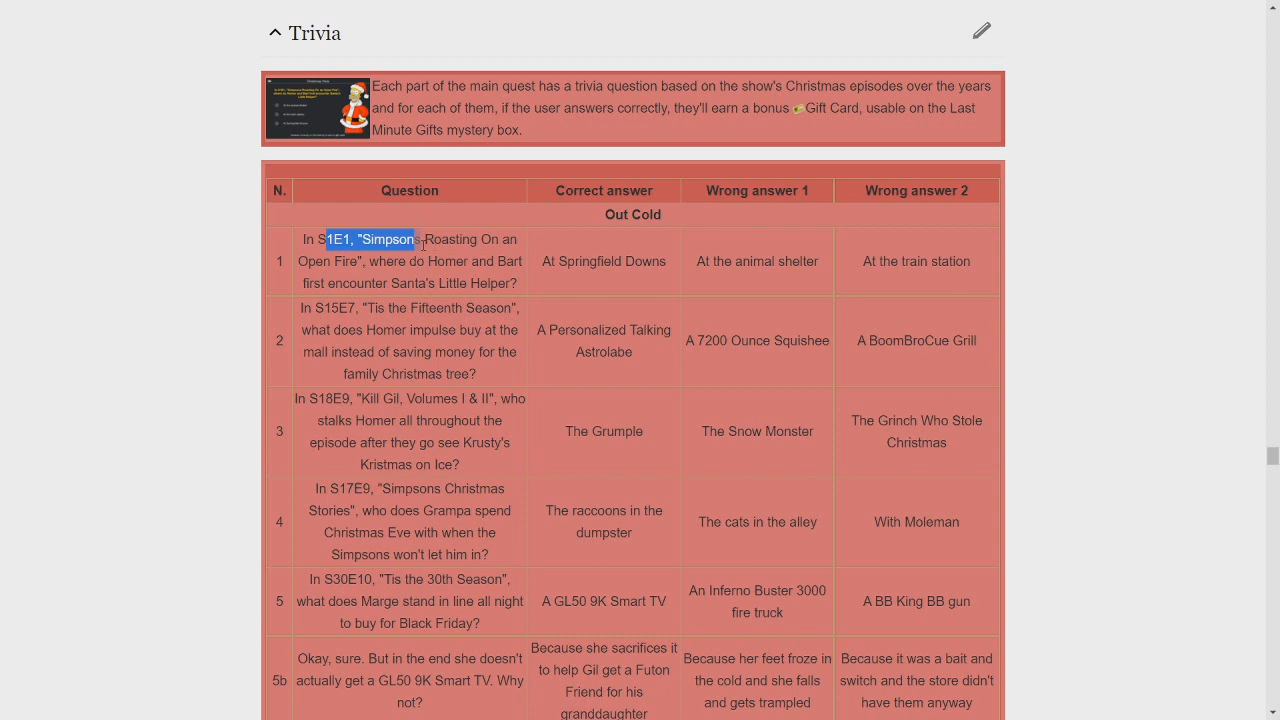 Trivia
Each part of the main quest has a trivia question based on the show's Christmas episodes over the years
and for each of them, if the user answers correctly, they'll earn a bonus Gift Card, usable on the Last
Minute Gifts mystery box.
N. Question Correct answer Wrong answer 1 Wrong answer 2
Out Cold
1
In S1E1, "Simpsons Roasting On an
Open Fire", where do Homer and Bart
first encounter Santa's Little Helper?
At Springfield Downs
At the animal shelter
At the train station
2
In S15E7, "Tis the Fifteenth Season",
what does Homer impulse buy at the
mall instead of saving money for the
family Christmas tree?
A Personalized Talking
Astrolabe
A 7200 Ounce Squishee
A BoomBroCue Grill
3
In S18E9, "Kill Gil, Volumes I & II", who
stalks Homer all throughout the
episode after they go see Krusty's
Kristmas on Ice?
The Grumple
The Snow Monster
The Grinch Who Stole
Christmas
4
In S17E9, "Simpsons Christmas
Stories", who does Grampa spend
Christmas Eve with when the
Simpsons won't let him in?
The raccoons in the
dumpster
The cats in the alley
With Moleman
5
In S30E10, "Tis the 30th Season",
what does Marge stand in line all night
to buy for Black Friday?
A GL50 9K Smart TV
An Inferno Buster 3000
fire truck
A BB King BB gun
5b
Okay, sure. But in the end she doesn't
actually get a GL50 9K Smart TV. Why
not?
Because she sacrifices it
to help Gil get a Futon
Friend for his
granddaughter
Because her feet froze in
the cold and she falls
and gets trampled
Because it was a bait and
switch and the store didn't
have them anyway